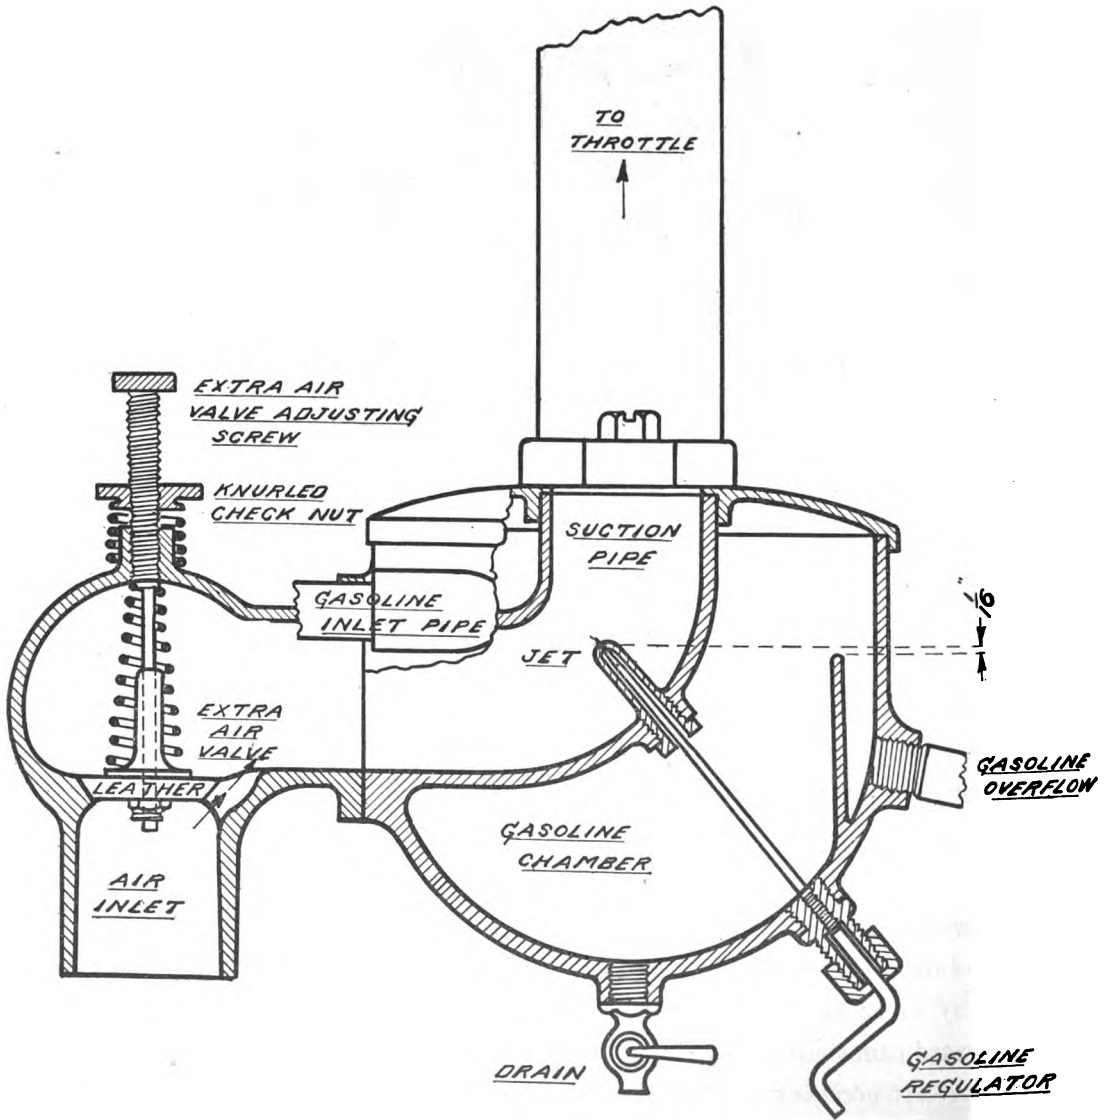 TO
THROTTLE
EXTRA AIR
VALVE ADJUSTING
SCREW
KNURLED
CHECK NUT
SUCTION
PIPE
GASOLINE
INLET PIPE
JET
1/16"
EXTRA
AIR
VALVE
LEATHER
GASOLINE
OVERFLOW
GASOLINE
CHAMBER
AIR
INLET
DRAIN
GASOLINE
REGULATOR